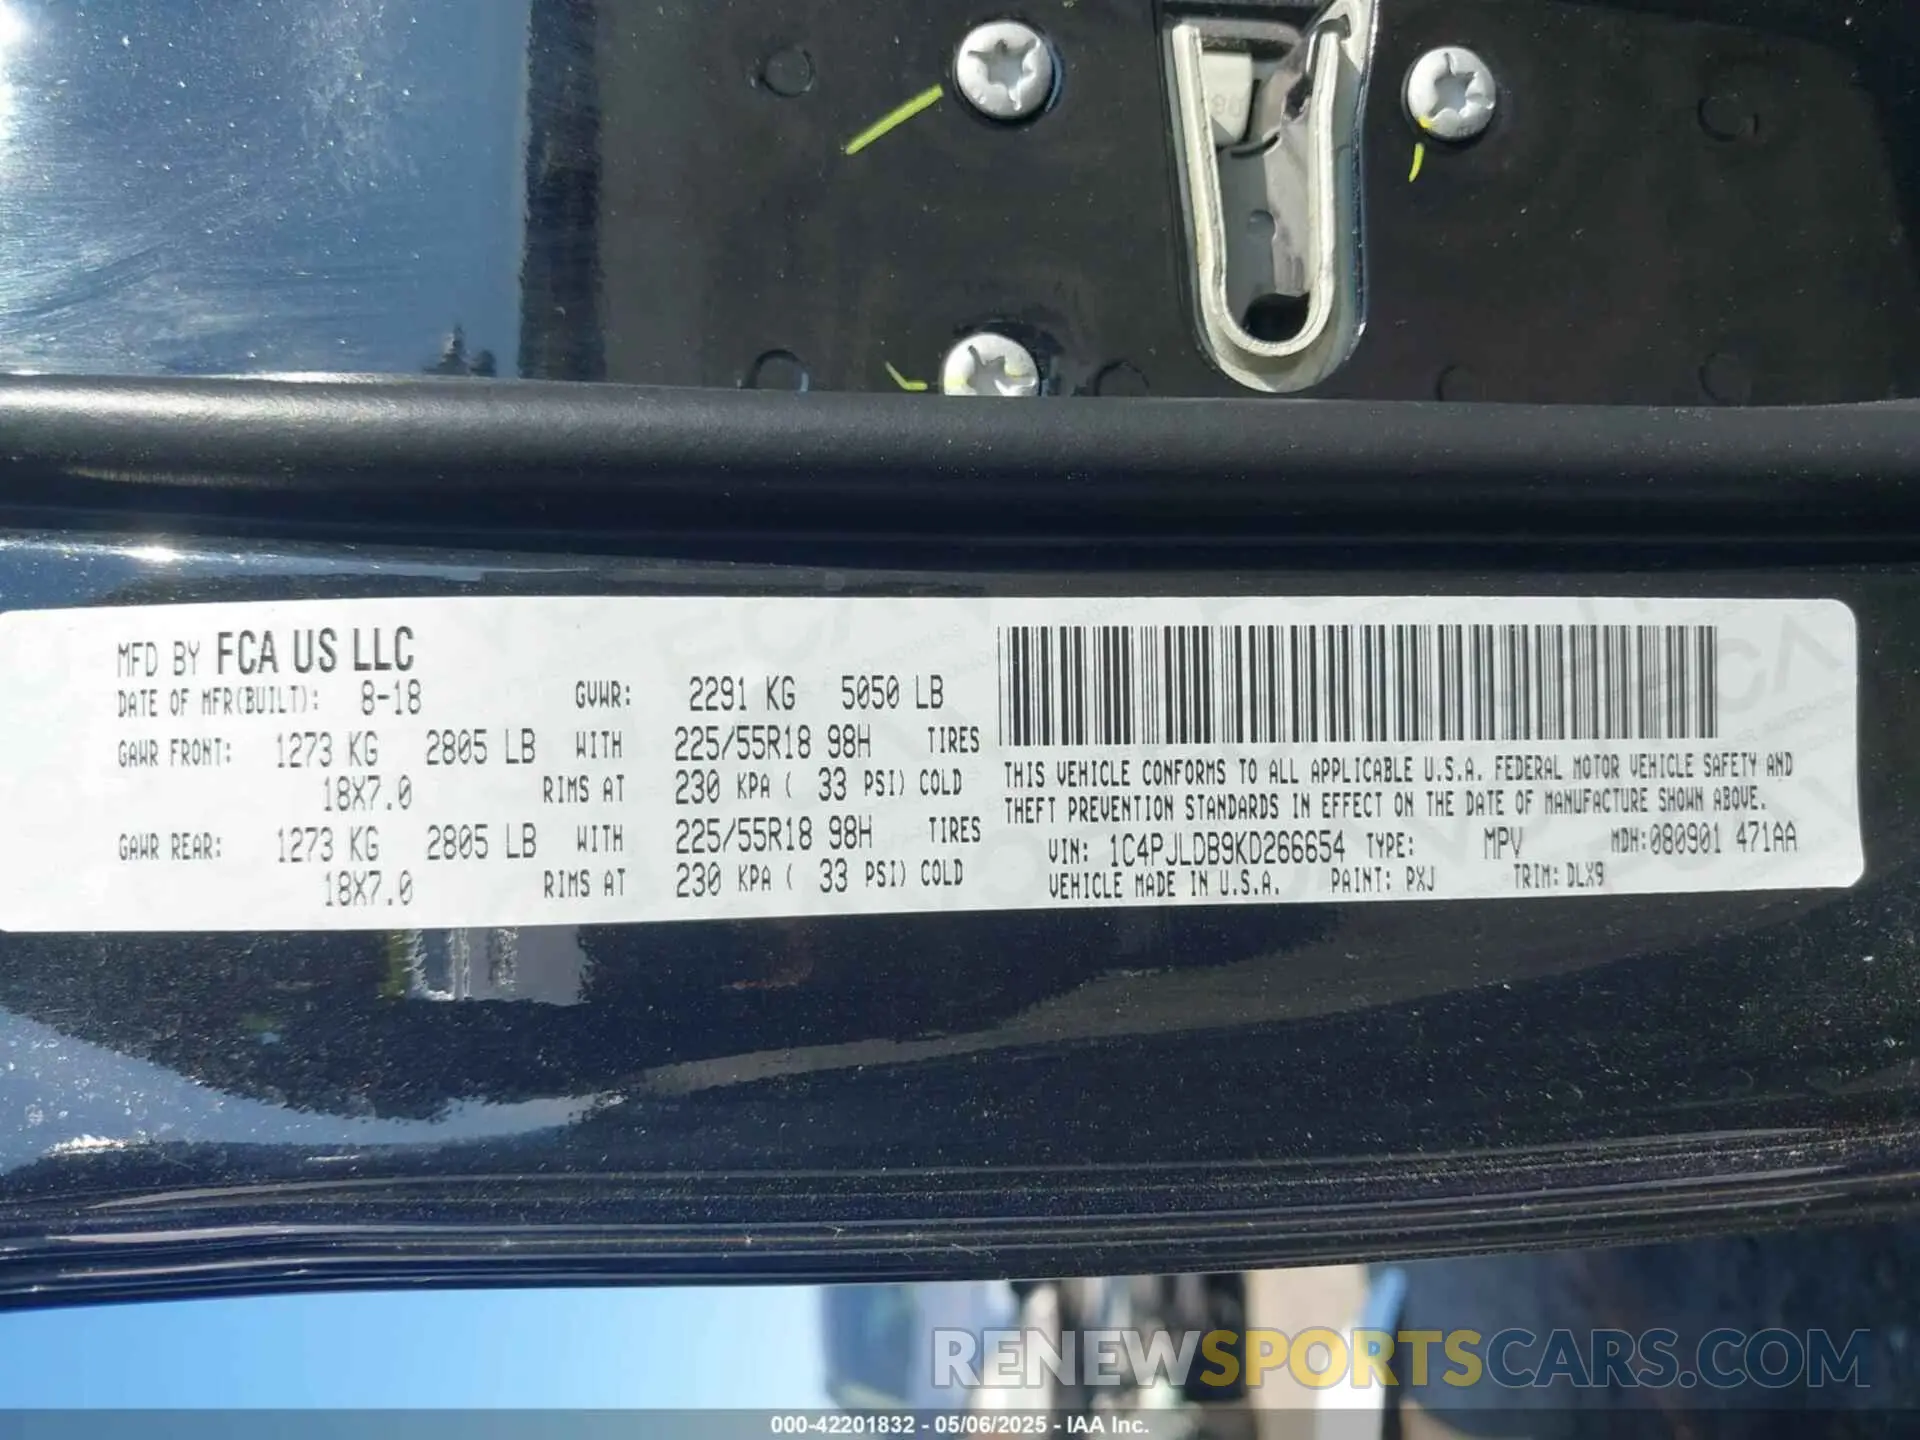 MFD BY FCA US LLC
DATE OF MFR(BUILT): 8-18 GVWR: 2291 KG 5050 LB
GAWR FRONT: 1273 KG 2805 LB WITH 225/55R18 98H TIRES
18X7.0 RIMS AT 230 KPA ( 33 PSI) COLD
GAWR REAR: 1273 KG 2805 LB WITH 225/55R18 98H TIRES
18X7.0 RIMS AT 230 KPA ( 33 PSI) COLD
THIS VEHICLE CONFORMS TO ALL APPLICABLE U.S.A. FEDERAL MOTOR VEHICLE SAFETY AND
THEFT PREVENTION STANDARDS IN EFFECT ON THE DATE OF MANUFACTURE SHOWN ABOVE.
VIN: 1C4PJLDB9KD266654 TYPE: MPV MDH:080901 471AA
VEHICLE MADE IN U.S.A. PAINT: PXJ TRIM: DLX9
RENEWSPORTSCARS.COM
000-42201832 - 05/06/2025 - IAA Inc.